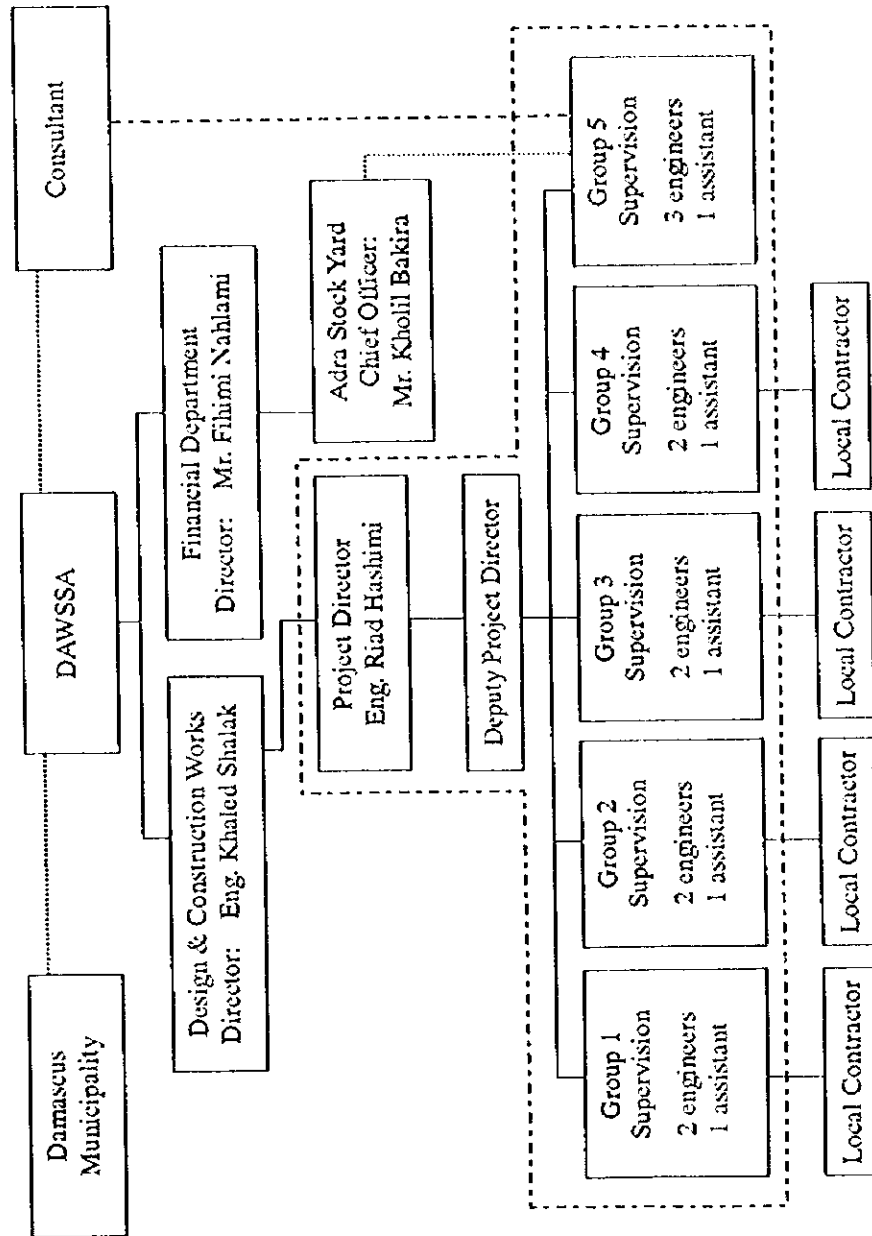 Damascus
Municipality
DAWSSA
Consultant
Design & Construction Works
Director: Eng. Khaled Shalak
Financial Department
Director: Mr. Fihimi Nahlami
Project Director
Eng. Riad Hashimi
Adra Stock Yard
Chief Officer:
Mr. Kholil Bakira
Deputy Project Director
Group 1
Supervision
2 engineers
1 assistant
Group 2
Supervision
2 engineers
1 assistant
Group 3
Supervision
2 engineers
1 assistant
Group 4
Supervision
2 engineers
1 assistant
Group 5
Supervision
3 engineers
1 assistant
Local Contractor
Local Contractor
Local Contractor
Local Contractor